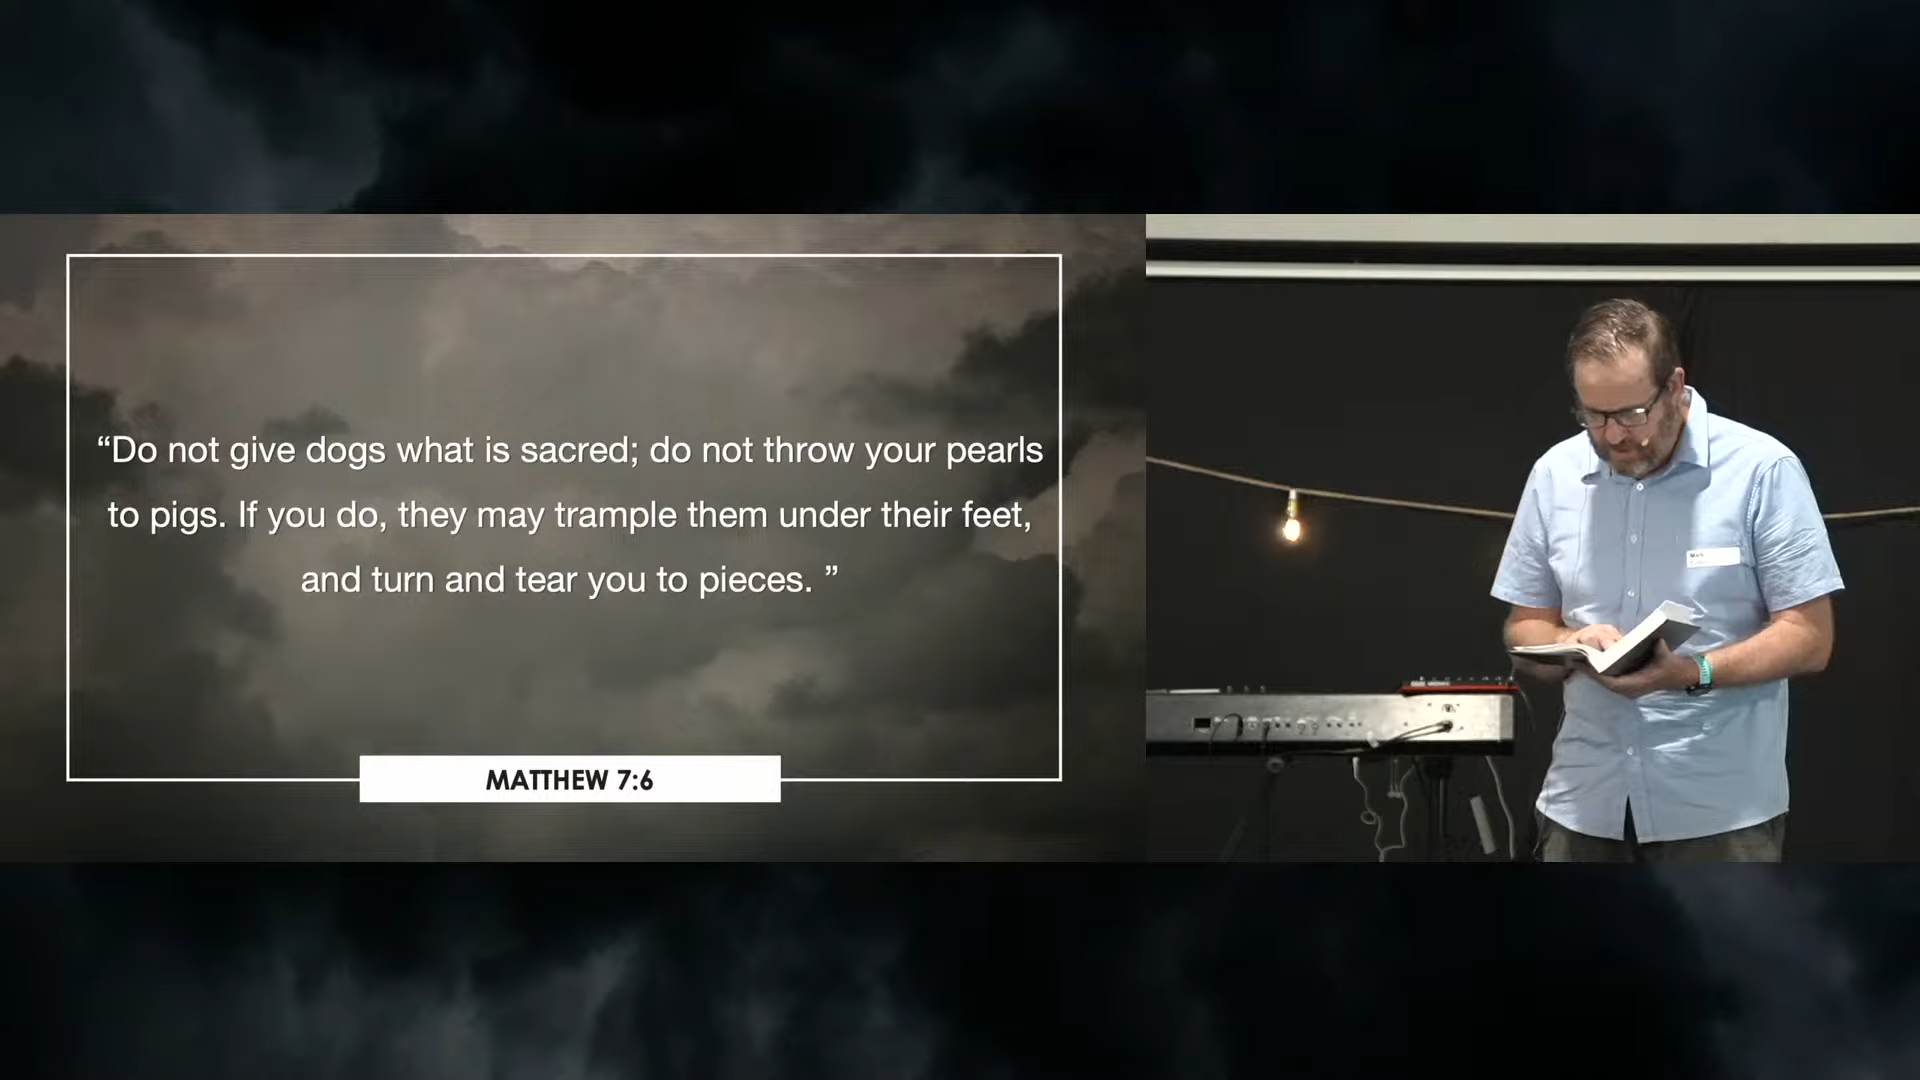 “Do not give dogs what is sacred; do not throw your pearls
to pigs. If you do, they may trample them under their feet,
and turn and tear you to pieces. ”
MATTHEW 7:6